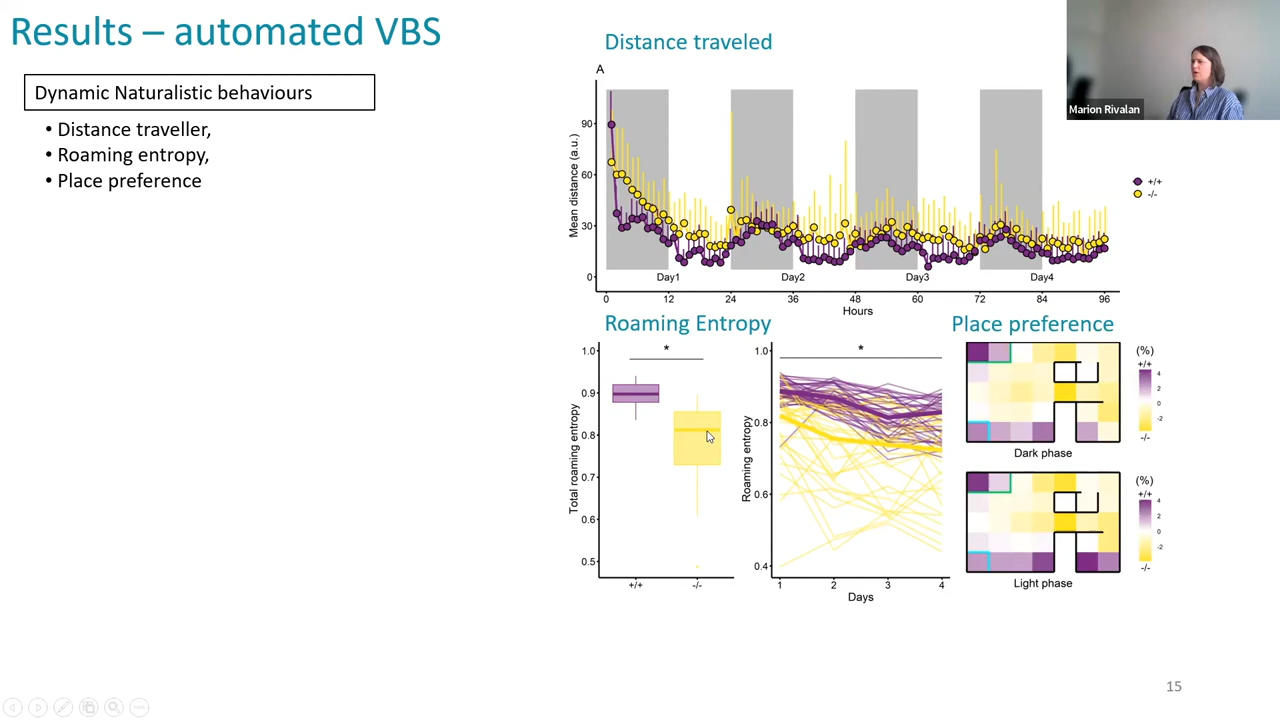 Results – automated VBS
Dynamic Naturalistic behaviours
• Distance traveller,
• Roaming entropy,
• Place preference
Distance traveled
A
Mean distance (a.u.)
90
60
30
0
Day1
Day2
Day3
Day4
0
12
24
36
48
60
72
84
96
Hours
+/+
-/-
Marion Rivalan
Roaming Entropy
Total roaming entropy
1.0
0.9
0.8
0.7
0.6
0.5
*
+/+
-/-
Roaming entropy
1.0
0.8
0.6
0.4
*
1
2
3
4
Days
Place preference
Dark phase
(%)
+/+
4
2
0
-2
-/-
Light phase
(%)
+/+
4
2
0
-2
-/-
15